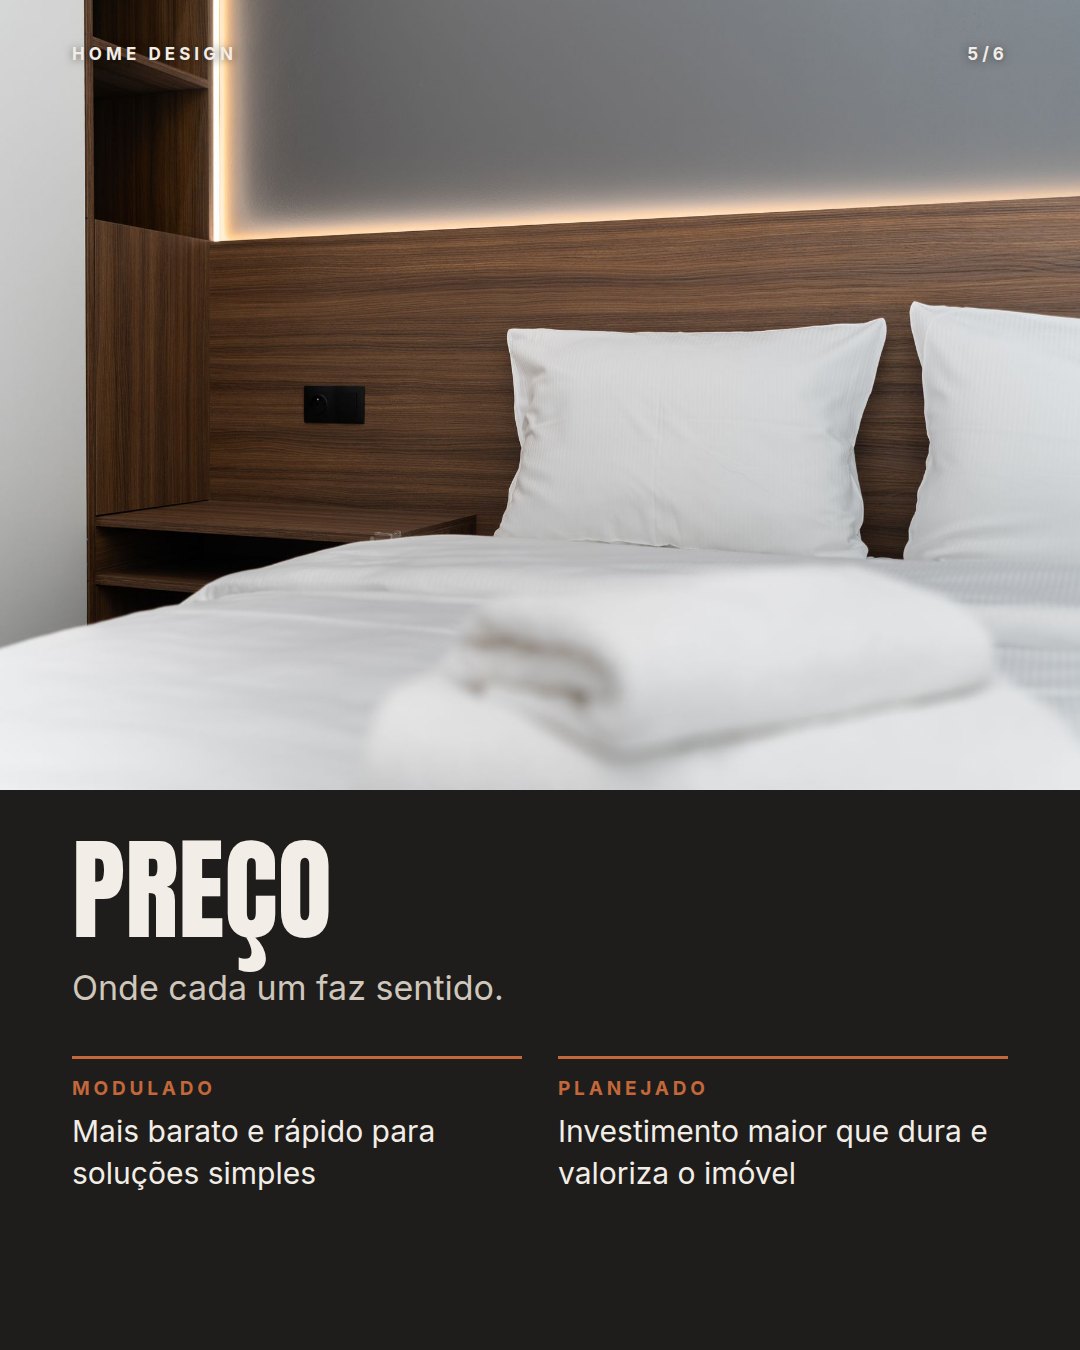 HOME DESIGN
5/6
PREÇO
Onde cada um faz sentido.
MODULADO
Mais barato e rápido para
soluções simples
PLANEJADO
Investimento maior que dura e
valoriza o imóvel